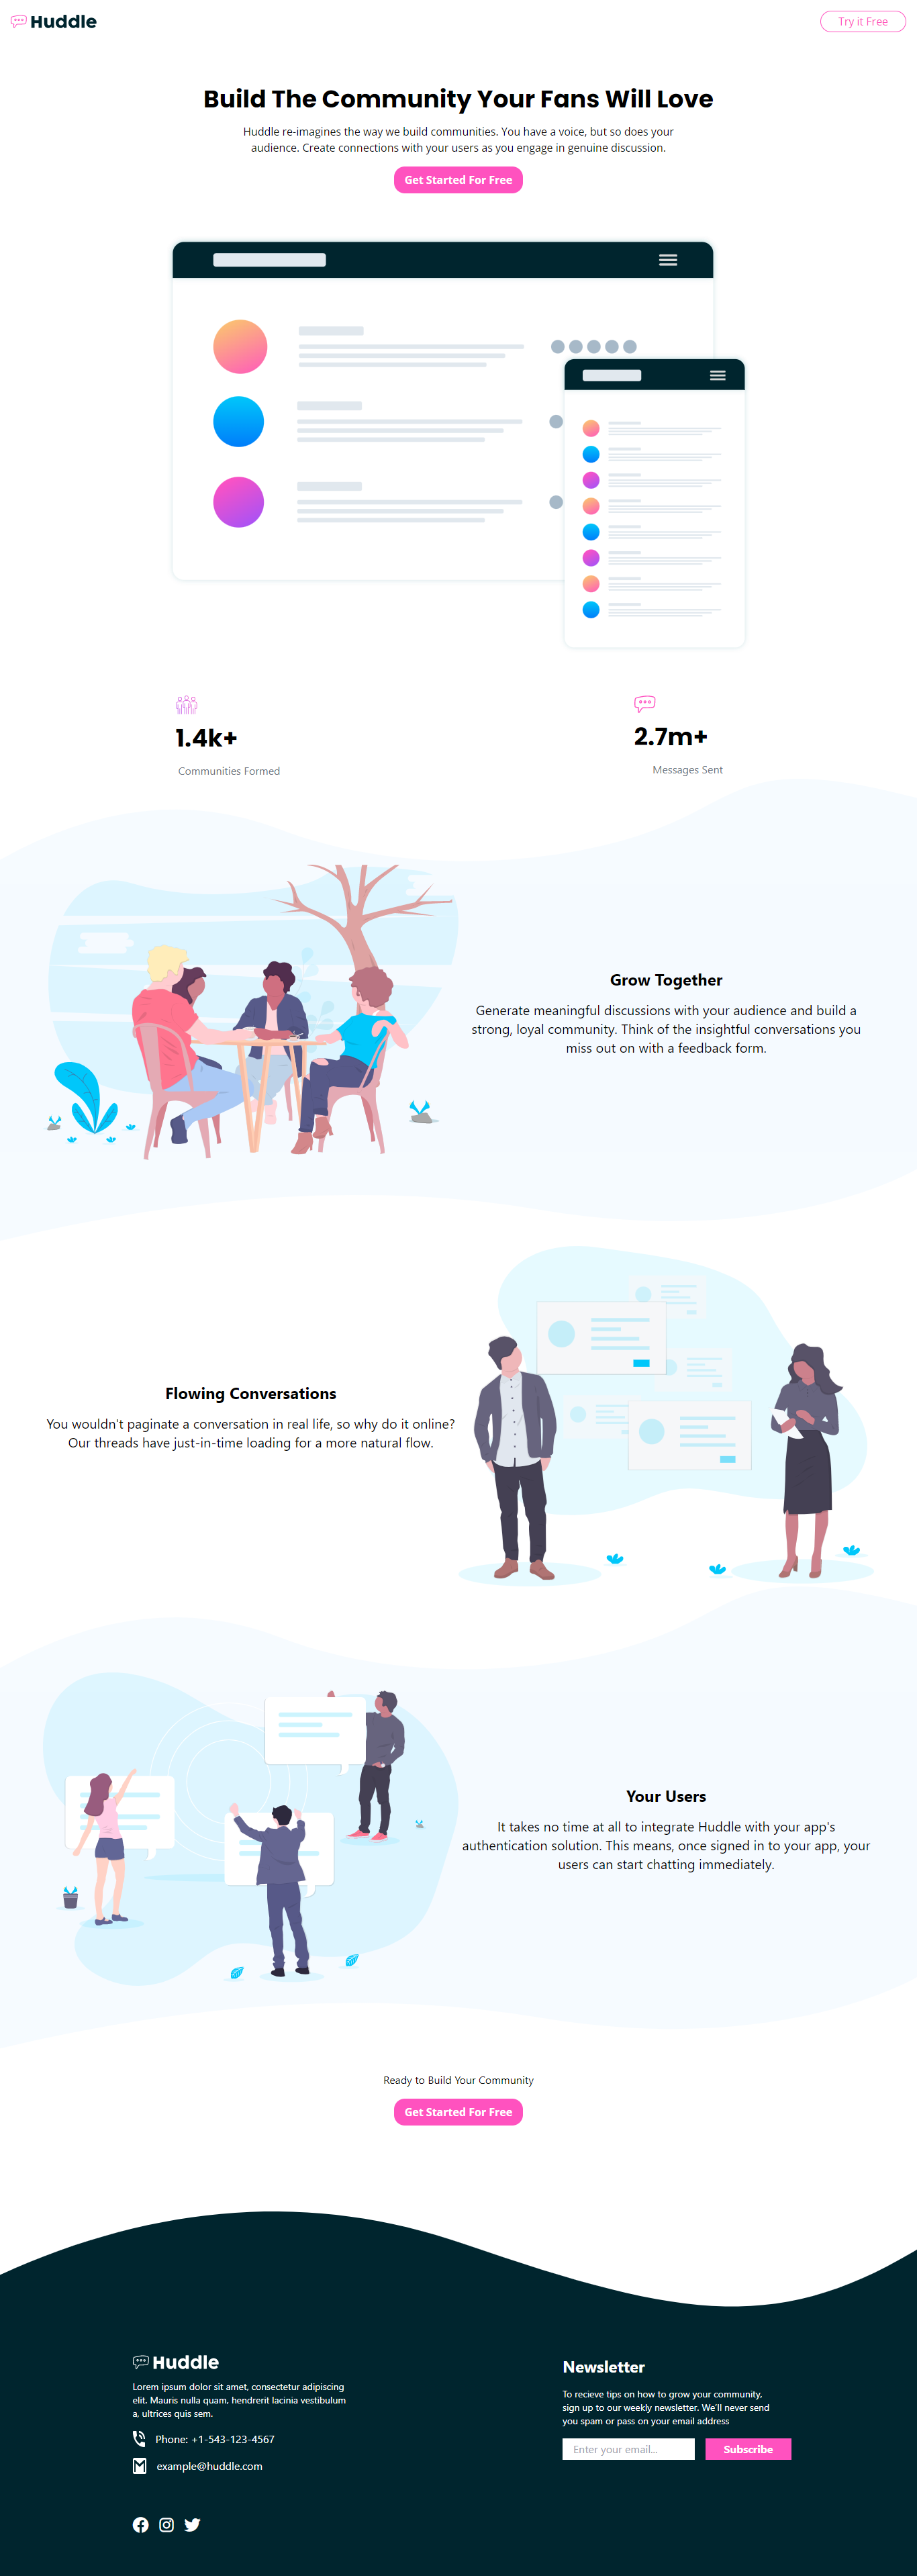 Huddle
Try it Free
Build The Community Your Fans Will Love
Huddle re-imagines the way we build communities. You have a voice, but so does your
audience. Create connections with your users as you engage in genuine discussion.
Get Started For Free
1.4k+
Communities Formed
2.7m+
Messages Sent
Grow Together
Generate meaningful discussions with your audience and build a
strong, loyal community. Think of the insightful conversations you
miss out on with a feedback form.
Flowing Conversations
You wouldn't paginate a conversation in real life, so why do it online?
Our threads have just-in-time loading for a more natural flow.
Your Users
It takes no time at all to integrate Huddle with your app's
authentication solution. This means, once signed in to your app, your
users can start chatting immediately.
Ready to Build Your Community
Get Started For Free
Huddle
Lorem ipsum dolor sit amet, consectetur adipiscing
elit. Mauris nulla quam, hendrerit lacinia vestibulum
a, ultrices quis sem.
Phone: +1-543-123-4567
example@huddle.com
Newsletter
To recieve tips on how to grow your community,
sign up to our weekly newsletter. We'll never send
you spam or pass on your email address
Enter your email...
Subscribe